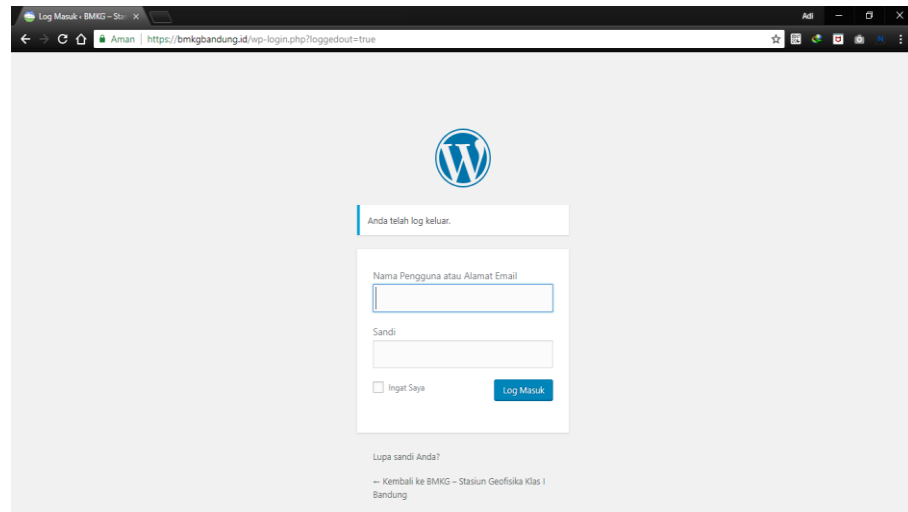 Log Masuk ‹ BMKG – Sta
Adi
Aman
https://bmkgbandung.id/wp-login.php?loggedout=true
Anda telah log keluar.
Nama Pengguna atau Alamat Email
Sandi
Ingat Saya
Log Masuk
Lupa sandi Anda?
← Kembali ke BMKG – Stasiun Geofisika Klas I
Bandung